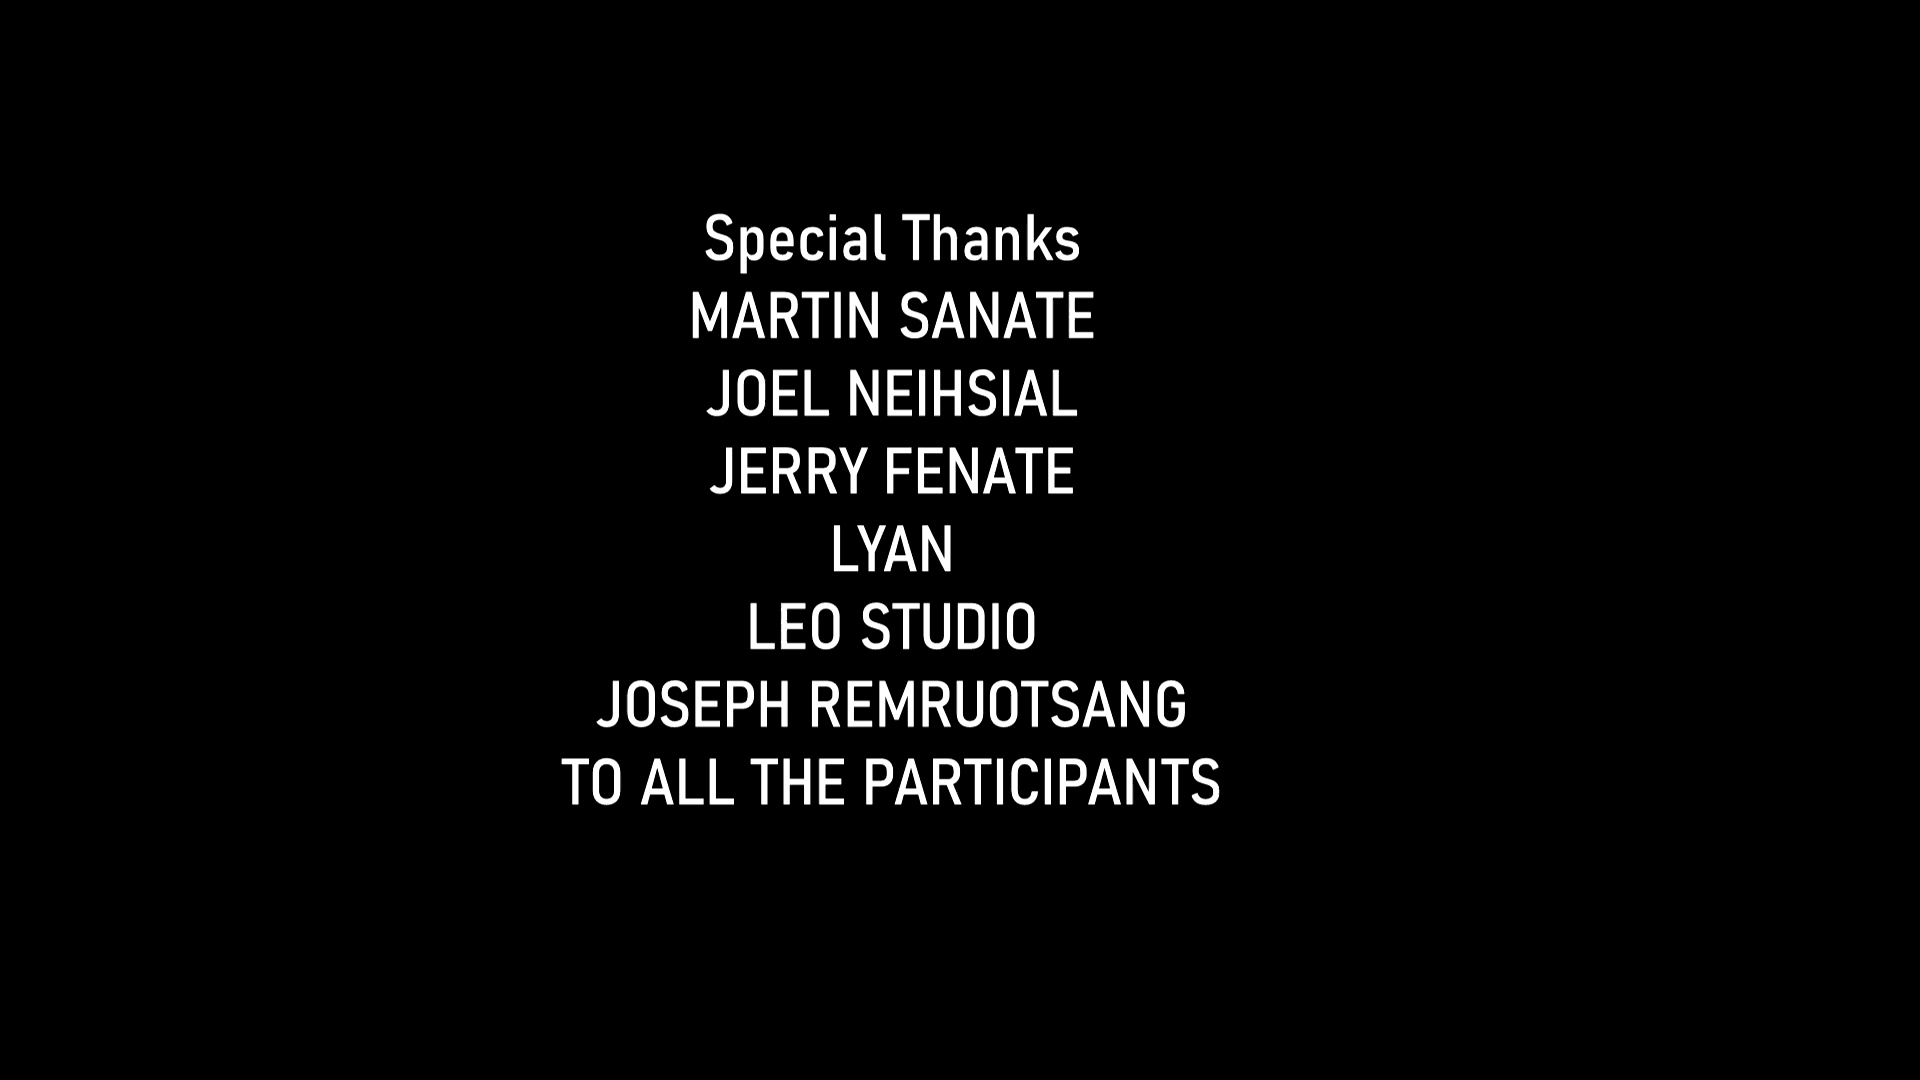 Special Thanks
MARTIN SANATE
JOEL NEIHSIAL
JERRY FENATE
LYAN
LEO STUDIO
JOSEPH REMRUOTSANG
TO ALL THE PARTICIPANTS